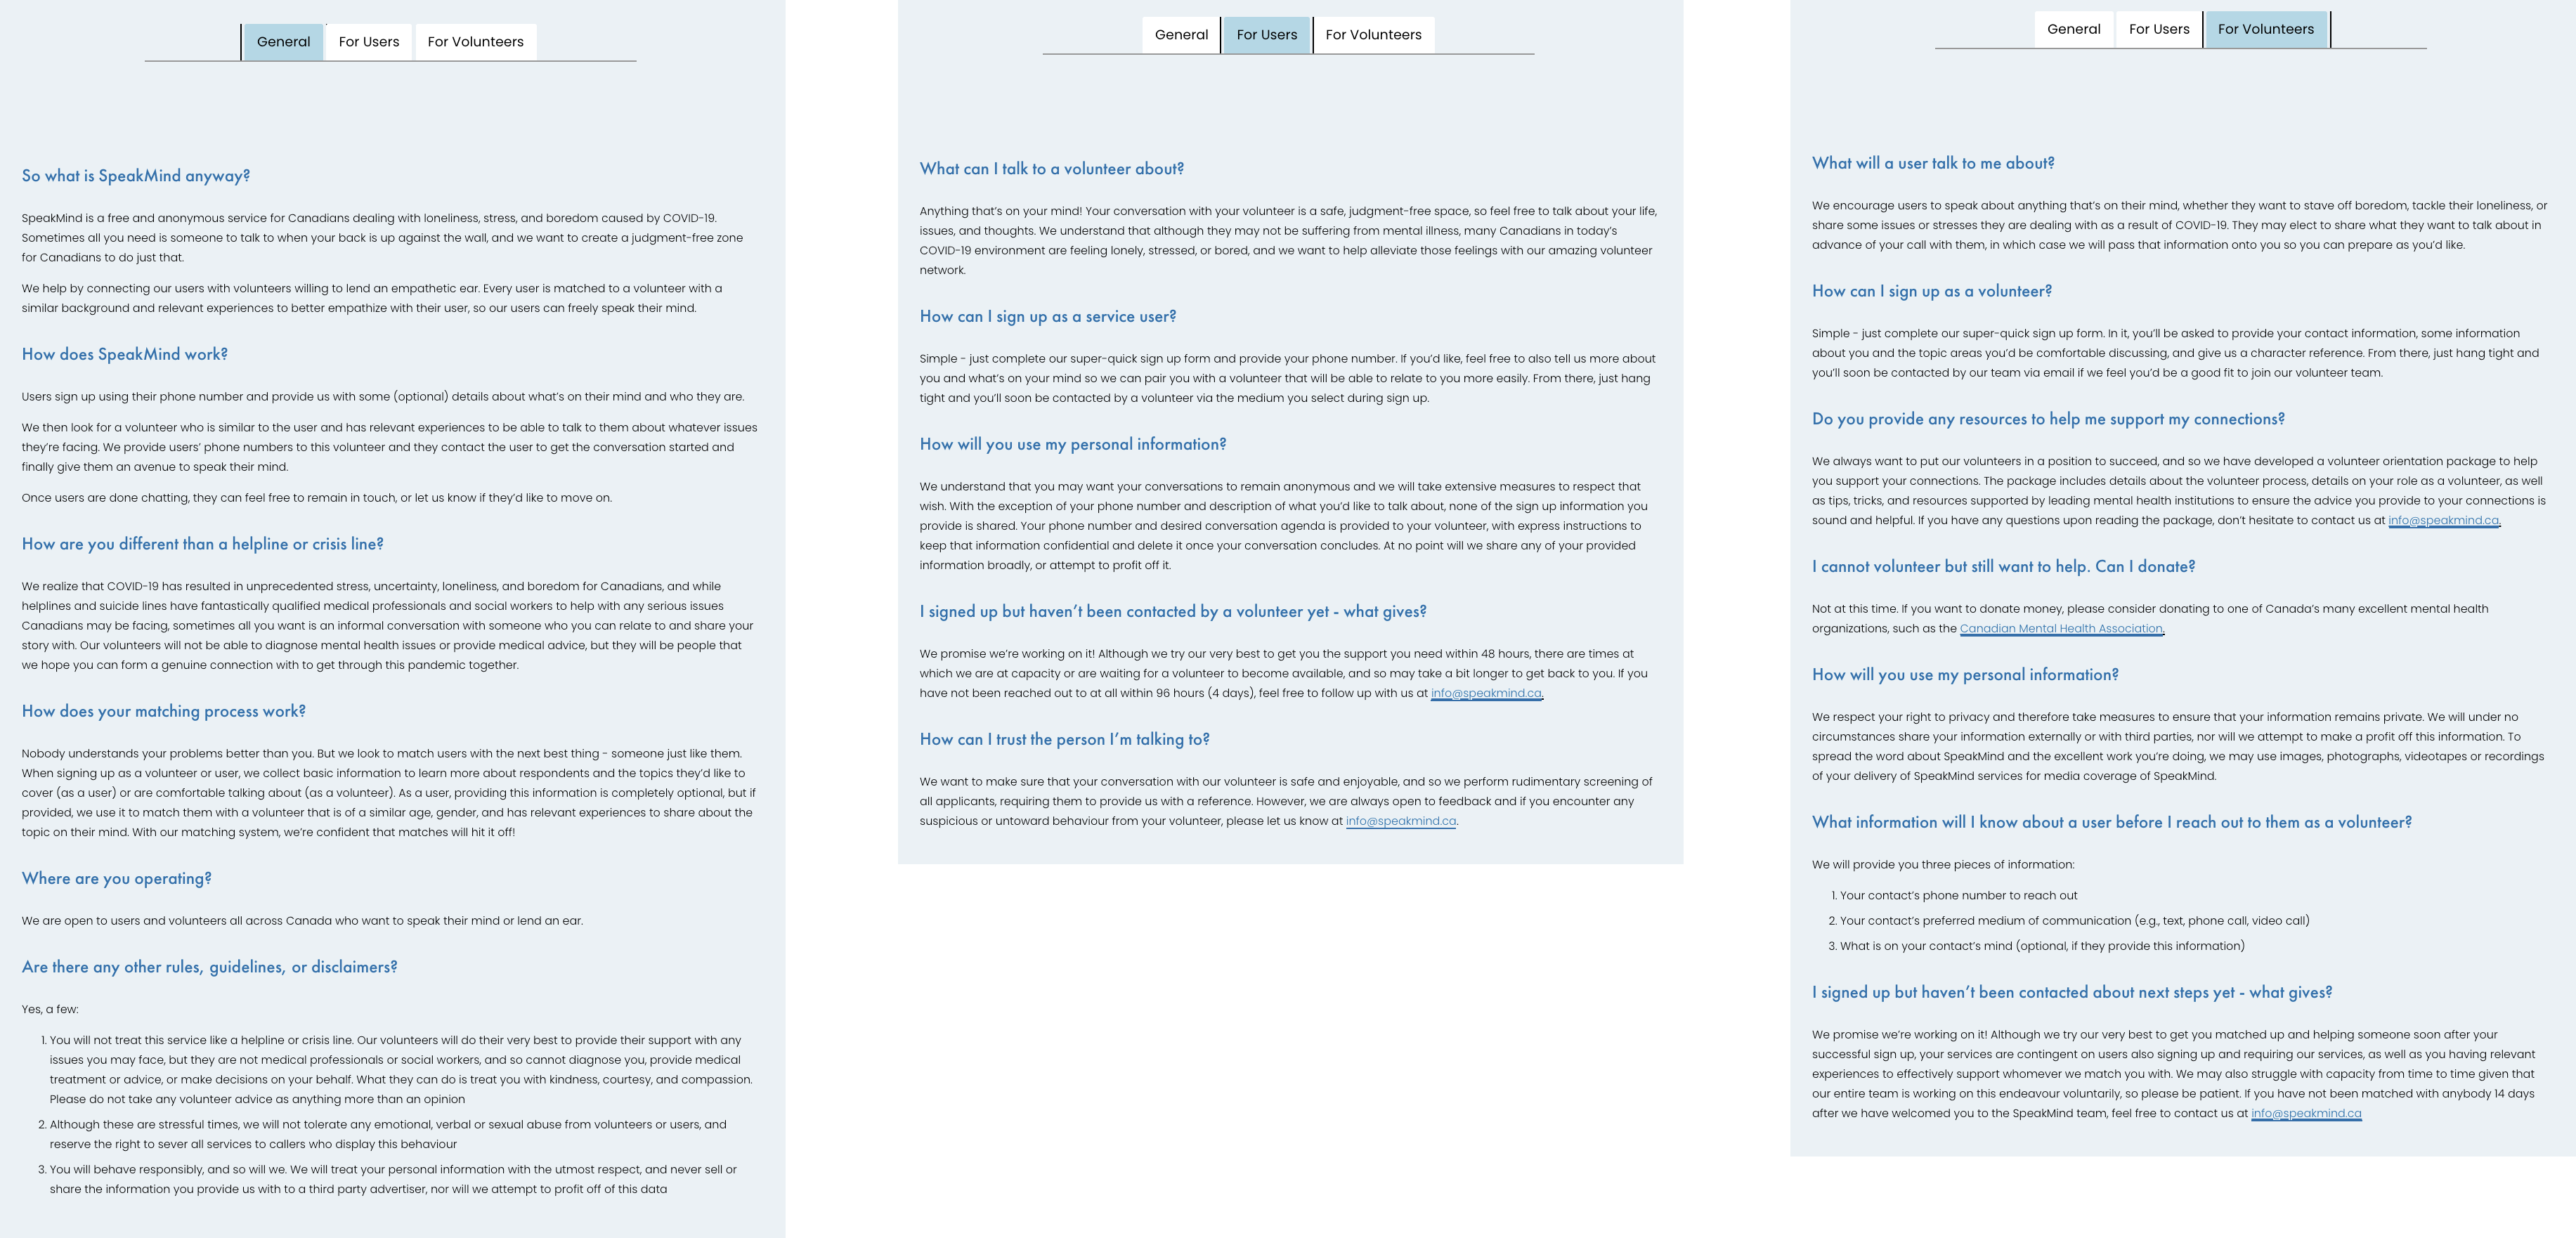 General For Users For Volunteers
So what is SpeakMind anyway?
SpeakMind is a free and anonymous service for Canadians dealing with loneliness, stress, and boredom caused by COVID-19.
Sometimes all you need is someone to talk to when your back is up against the wall, and we want to create a judgment-free zone
for Canadians to do just that.
We help by connecting our users with volunteers willing to lend an empathetic ear. Every user is matched to a volunteer with a
similar background and relevant experiences to better empathize with their user, so our users can freely speak their mind.
How does SpeakMind work?
Users sign up using their phone number and provide us with some (optional) details about what's on their mind and who they are.
We then look for a volunteer who is similar to the user and has relevant experiences to be able to talk to them about whatever issues
they're facing. We provide users' phone numbers to this volunteer and they contact the user to get the conversation started and
finally give them an avenue to speak their mind.
Once users are done chatting, they can feel free to remain in touch, or let us know if they'd like to move on.
How are you different than a helpline or crisis line?
We realize that COVID-19 has resulted in unprecedented stress, uncertainty, loneliness, and boredom for Canadians, and while
helplines and suicide lines have fantastically qualified medical professionals and social workers to help with any serious issues
Canadians may be facing, sometimes all you want is an informal conversation with someone who you can relate to and share your
story with. Our volunteers will not be able to diagnose mental health issues or provide medical advice, but they will be people that
we hope you can form a genuine connection with to get through this pandemic together.
How does your matching process work?
Nobody understands your problems better than you. But we look to match users with the next best thing - someone just like them.
When signing up as a volunteer or user, we collect basic information to learn more about respondents and the topics they'd like to
cover (as a user) or are comfortable talking about (as a volunteer). As a user, providing this information is completely optional, but if
provided, we use it to match them with a volunteer that is of a similar age, gender, and has relevant experiences to share about the
topic on their mind. With our matching system, we're confident that matches will hit it off!
Where are you operating?
We are open to users and volunteers all across Canada who want to speak their mind or lend an ear.
Are there any other rules, guidelines, or disclaimers?
Yes, a few:
1. You will not treat this service like a helpline or crisis line. Our volunteers will do their very best to provide their support with any
issues you may face, but they are not medical professionals or social workers, and so cannot diagnose you, provide medical
treatment or advice, or make decisions on your behalf. What they can do is treat you with kindness, courtesy, and compassion.
Please do not take any volunteer advice as anything more than an opinion
2. Although these are stressful times, we will not tolerate any emotional, verbal or sexual abuse from volunteers or users, and
reserve the right to sever all services to callers who display this behaviour
3. You will behave responsibly, and so will we. We will treat your personal information with the utmost respect, and never sell or
share the information you provide us with to a third party advertiser, nor will we attempt to profit off of this data
General For Users For Volunteers
What can I talk to a volunteer about?
Anything that's on your mind! Your conversation with your volunteer is a safe, judgment-free space, so feel free to talk about your life,
issues, and thoughts. We understand that although they may not be suffering from mental illness, many Canadians in today's
COVID-19 environment are feeling lonely, stressed, or bored, and we want to help alleviate those feelings with our amazing volunteer
network.
How can I sign up as a service user?
Simple - just complete our super-quick sign up form and provide your phone number. If you'd like, feel free to also tell us more about
you and what's on your mind so we can pair you with a volunteer that will be able to relate to you more easily. From there, just hang
tight and you'll soon be contacted by a volunteer via the medium you select during sign up.
How will you use my personal information?
We understand that you may want your conversations to remain anonymous and we will take extensive measures to respect that
wish. With the exception of your phone number and description of what you'd like to talk about, none of the sign up information you
provide is shared. Your phone number and desired conversation agenda is provided to your volunteer, with express instructions to
keep that information confidential and delete it once your conversation concludes. At no point will we share any of your provided
information broadly, or attempt to profit off it.
I signed up but haven't been contacted by a volunteer yet - what gives?
We promise we're working on it! Although we try our very best to get you the support you need within 48 hours, there are times at
which we are at capacity or are waiting for a volunteer to become available, and so may take a bit longer to get back to you. If you
have not been reached out to at all within 96 hours (4 days), feel free to follow up with us at info@speakmind.ca.
How can I trust the person I'm talking to?
We want to make sure that your conversation with our volunteer is safe and enjoyable, and so we perform rudimentary screening of
all applicants, requiring them to provide us with a reference. However, we are always open to feedback and if you encounter any
suspicious or untoward behaviour from your volunteer, please let us know at info@speakmind.ca.
General For Users For Volunteers
What will a user talk to me about?
We encourage users to speak about anything that's on their mind, whether they want to stave off boredom, tackle their loneliness, or
share some issues or stresses they are dealing with as a result of COVID-19. They may elect to share what they want to talk about in
advance of your call with them, in which case we will pass that information onto you so you can prepare as you'd like.
How can I sign up as a volunteer?
Simple - just complete our super-quick sign up form. In it, you'll be asked to provide your contact information, some information
about you and the topic areas you'd be comfortable discussing, and give us a character reference. From there, just hang tight and
you'll soon be contacted by our team via email if we feel you'd be a good fit to join our volunteer team.
Do you provide any resources to help me support my connections?
We always want to put our volunteers in a position to succeed, and so we have developed a volunteer orientation package to help
you support your connections. The package includes details about the volunteer process, details on your role as a volunteer, as well
as tips, tricks, and resources supported by leading mental health institutions to ensure the advice you provide to your connections is
sound and helpful. If you have any questions upon reading the package, don't hesitate to contact us at info@speakmind.ca.
I cannot volunteer but still want to help. Can I donate?
Not at this time. If you want to donate money, please consider donating to one of Canada's many excellent mental health
organizations, such as the Canadian Mental Health Association.
How will you use my personal information?
We respect your right to privacy and therefore take measures to ensure that your information remains private. We will under no
circumstances share your information externally or with third parties, nor will we attempt to make a profit off this information. To
spread the word about SpeakMind and the excellent work you're doing, we may use images, photographs, videotapes or recordings
of your delivery of SpeakMind services for media coverage of SpeakMind.
What information will I know about a user before I reach out to them as a volunteer?
We will provide you three pieces of information:
1. Your contact's phone number to reach out
2. Your contact's preferred medium of communication (e.g., text, phone call, video call)
3. What is on your contact's mind (optional, if they provide this information)
I signed up but haven't been contacted about next steps yet - what gives?
We promise we're working on it! Although we try our very best to get you matched up and helping someone soon after your
successful sign up, your services are contingent on users also signing up and requiring our services, as well as you having relevant
experiences to effectively support whomever we match you with. We may also struggle with capacity from time to time given that
our entire team is working on this endeavour voluntarily, so please be patient. If you have not been matched with anybody 14 days
after we have welcomed you to the SpeakMind team, feel free to contact us at info@speakmind.ca